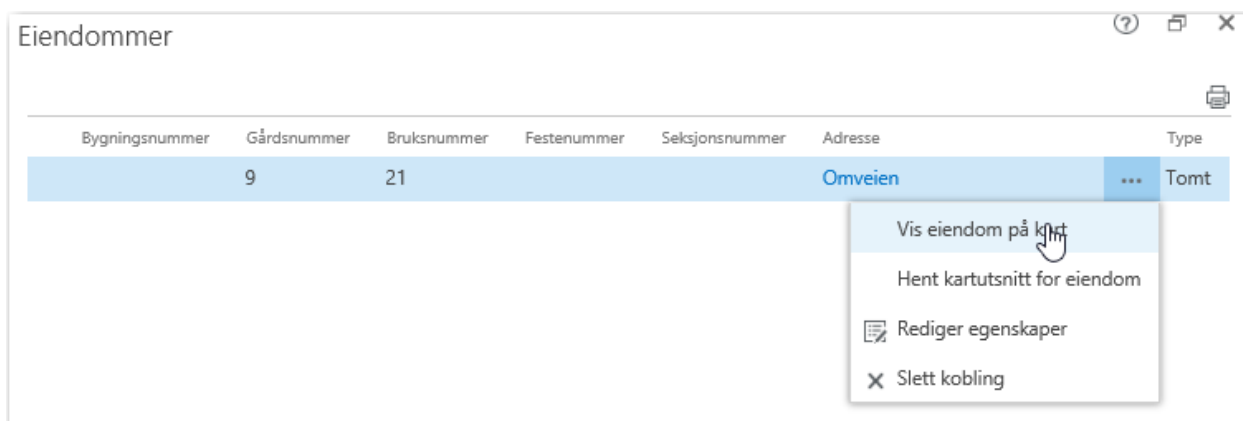 Eiendommer
Bygningsnummer Gårdsnummer Bruksnummer Festenummer Seksjonsnummer Adresse Type
9 21 Omveien ... Tomt
Vis eiendom på kart
Hent kartutsnitt for eiendom
Rediger egenskaper
Slett kobling